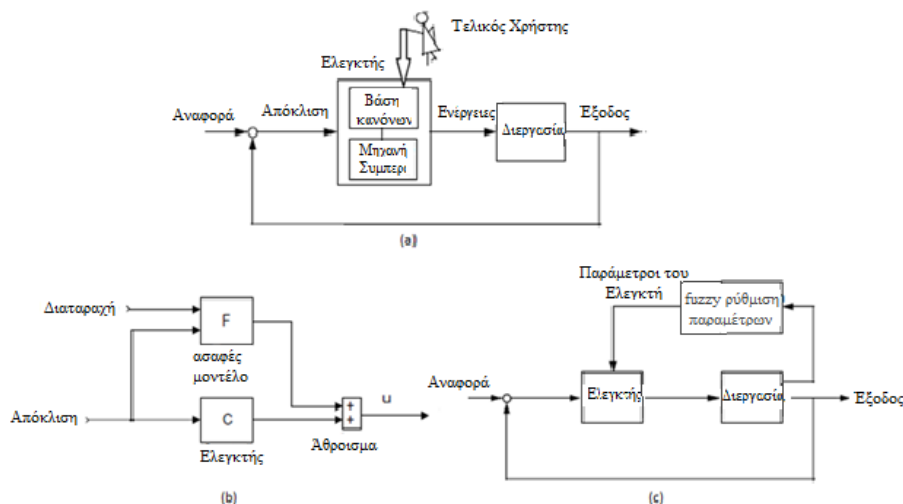 Τελικός Χρήστης
Ελεγκτής
Αναφορά
Απόκλιση
Βάση
κανόνων
Μηχανή
Συμπερι
Ενέργειες
Διεργασία
Έξοδος
(a)
Διαταραχή
F
ασαφές
μοντέλο
Απόκλιση
C
Ελεγκτής
+
+
u
Άθροισμα
(b)
Παράμετροι του
Ελεγκτή
fuzzy ρύθμιση
παραμέτρων
Αναφορά
Ελεγκτής
Διεργασία
Έξοδος
(c)